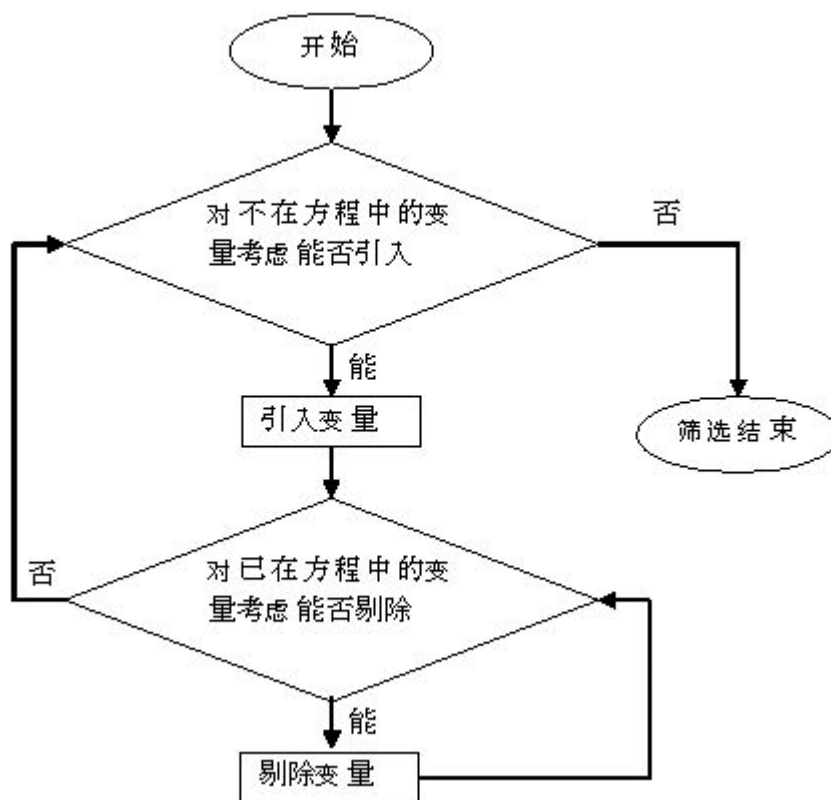 开始
对不在方程中的变
量考虑能否引入
否
能
引入变量
筛选结束
对已在方程中的变
量考虑能否剔除
否
能
剔除变量